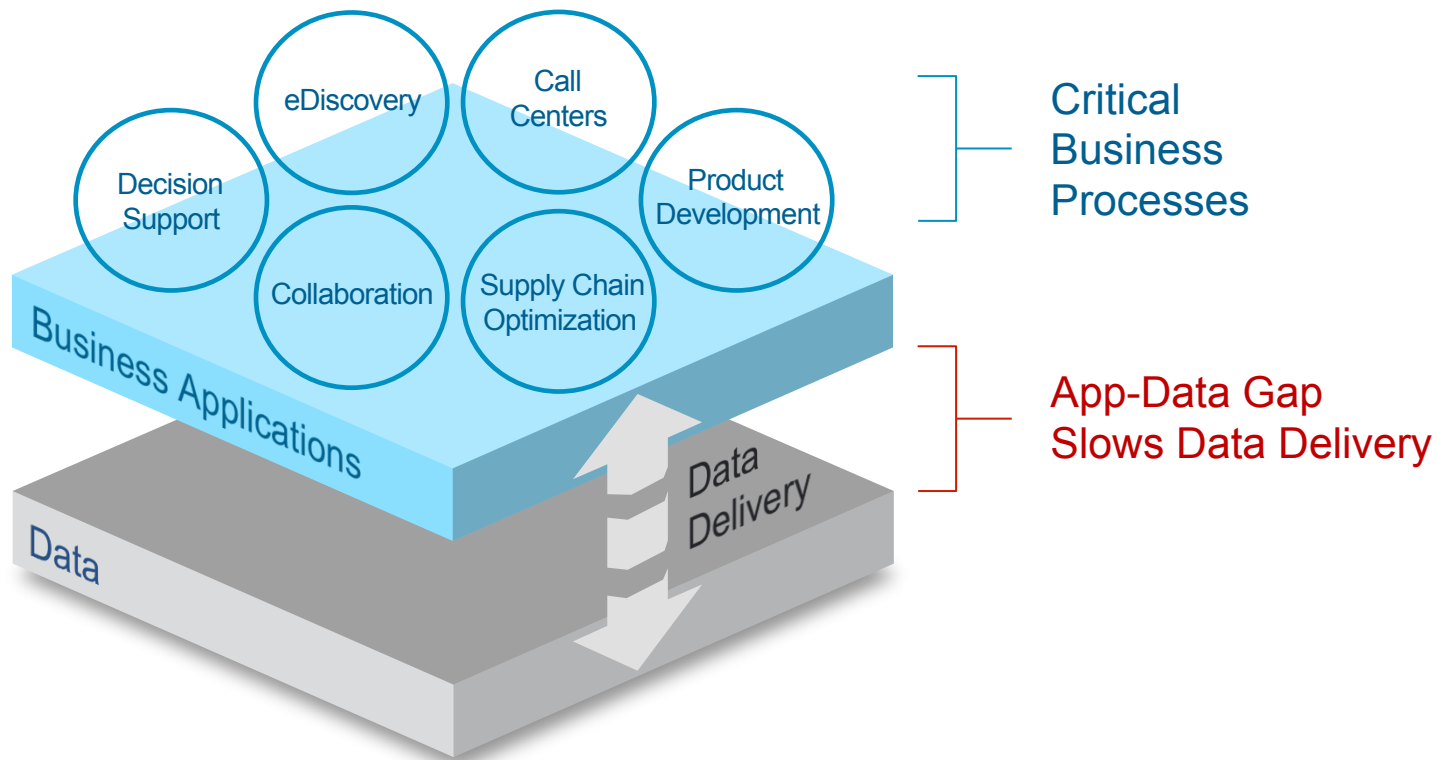 eDiscovery
Call
Centers
Decision
Support
Product
Development
Collaboration
Supply Chain
Optimization
Critical
Business
Processes
Business Applications
App-Data Gap
Slows Data Delivery
Data
Delivery
Data